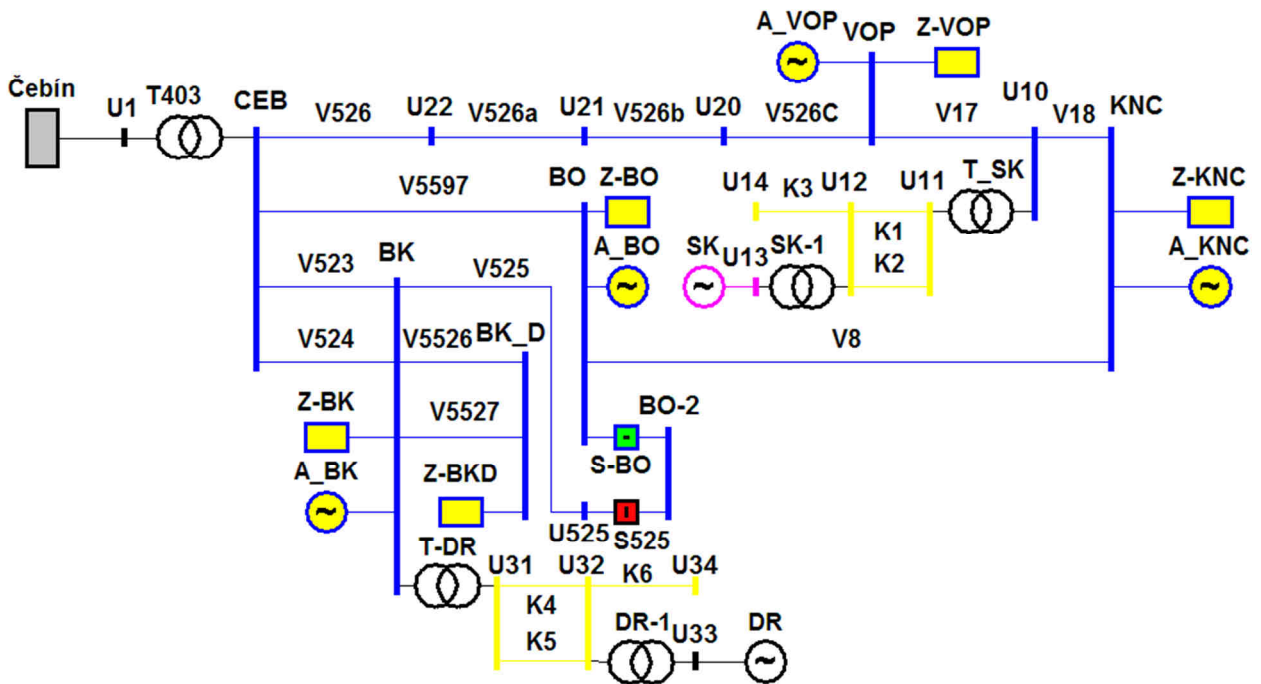 A_VOP
VOP
Z-VOP
Čebín
U1
T403
CEB
V526
U22
V526a
U21
V526b
U20
V526C
V17
U10
V18
KNC
V5597
BO
Z-BO
U14
K3
U12
U11
T_SK
Z-KNC
A_BO
SK
U13
SK-1
K1
K2
A_KNC
V523
BK
V525
V524
V5526
BK_D
V8
Z-BK
V5527
BO-2
A_BK
Z-BKD
S-BO
T-DR
U525
S525
U31
U32
K6
U34
K4
K5
DR-1
U33
DR